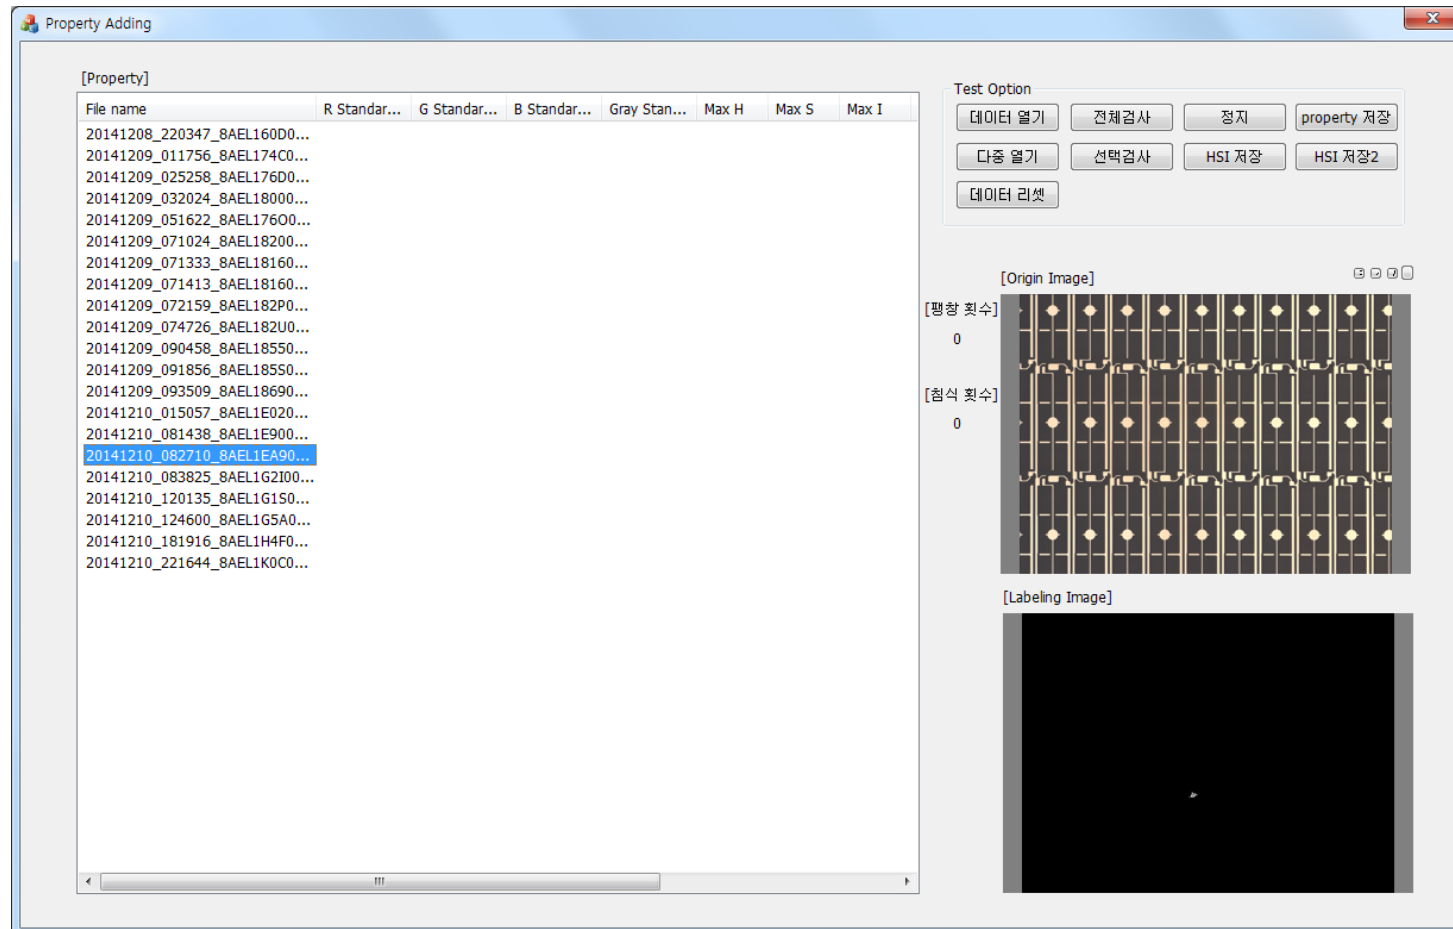 Property Adding
[Property]
File name R Standar... G Standar... B Standar... Gray Stan... Max H Max S Max I
20141208_220347_8AEL160D0...
20141209_011756_8AEL174C0...
20141209_025258_8AEL176D0...
20141209_032024_8AEL18000...
20141209_051622_8AEL176O0...
20141209_071024_8AEL18200...
20141209_071333_8AEL18160...
20141209_071413_8AEL18160...
20141209_072159_8AEL182P0...
20141209_074726_8AEL182U0...
20141209_090458_8AEL18550...
20141209_091856_8AEL185S0...
20141209_093509_8AEL18690...
20141210_015057_8AEL1E020...
20141210_081438_8AEL1E900...
20141210_082710_8AEL1EA90...
20141210_083825_8AEL1G2I00...
20141210_120135_8AEL1G1S0...
20141210_124600_8AEL1G5A0...
20141210_181916_8AEL1H4F0...
20141210_221644_8AEL1K0C0...
Test Option
데이터 열기 전체검사 정지 property 저장
다중 열기 선택검사 HSI 저장 HSI 저장2
데이터 리셋
[Origin Image]
[팽창 횟수]
0
[침식 횟수]
0
[Labeling Image]